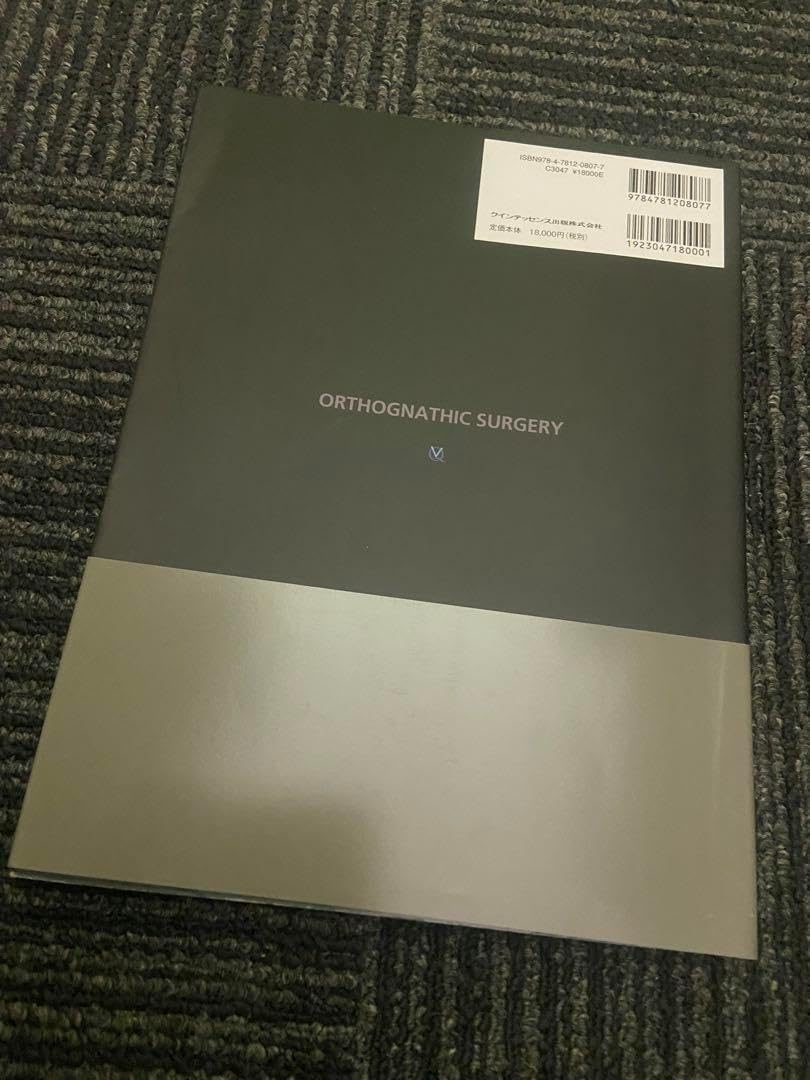 ISBN978-4-7812-0807-7
C3047 ¥18000E
9784781208077
クインテッセンス出版株式会社
定価本体 18,000円(税別)
1923047180001
ORTHOGNATHIC SURGERY